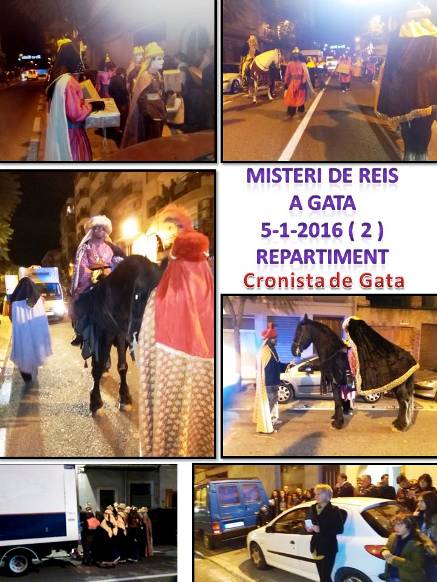 MISTERI DE REIS
A GATA
5-1-2016 ( 2 )
REPARTIMENT
Cronista de Gata